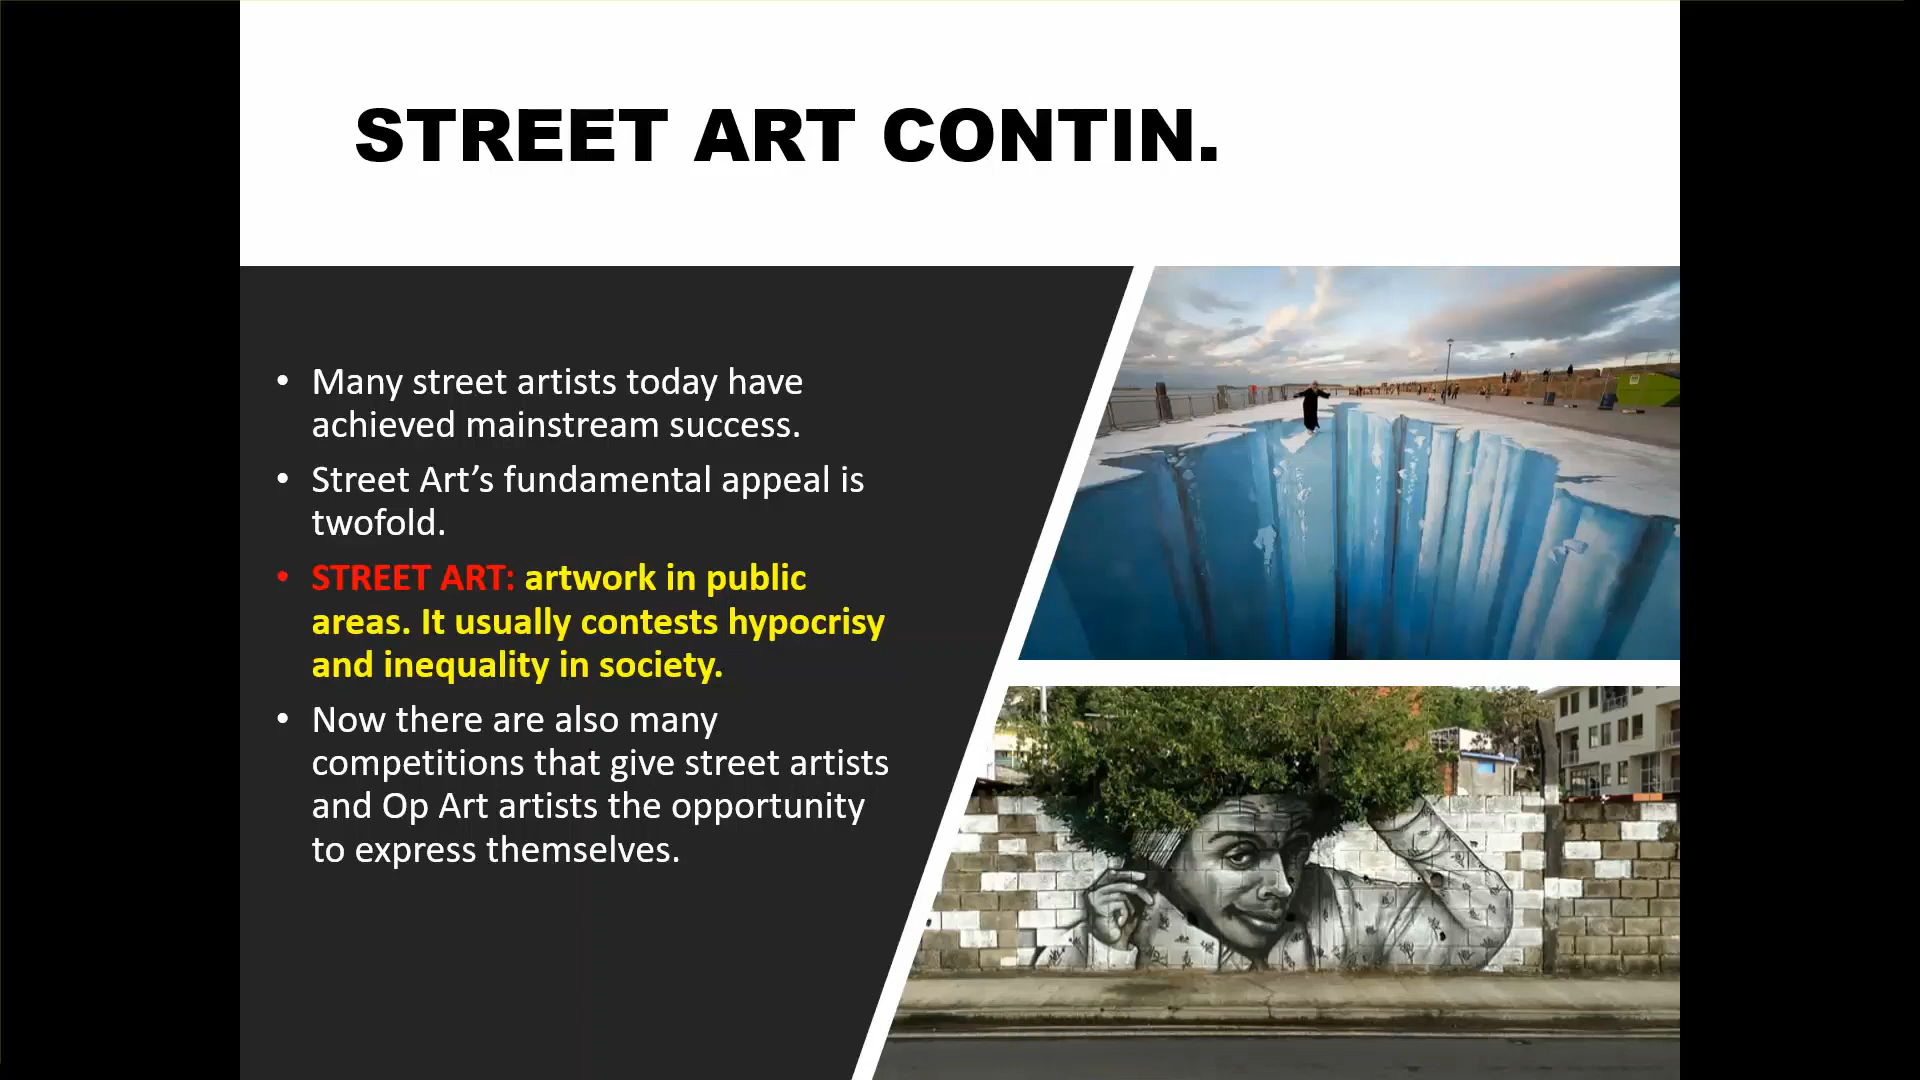 STREET ART CONTIN.
• Many street artists today have
achieved mainstream success.
• Street Art’s fundamental appeal is
twofold.
• STREET ART: artwork in public
areas. It usually contests hypocrisy
and inequality in society.
• Now there are also many
competitions that give street artists
and Op Art artists the opportunity
to express themselves.